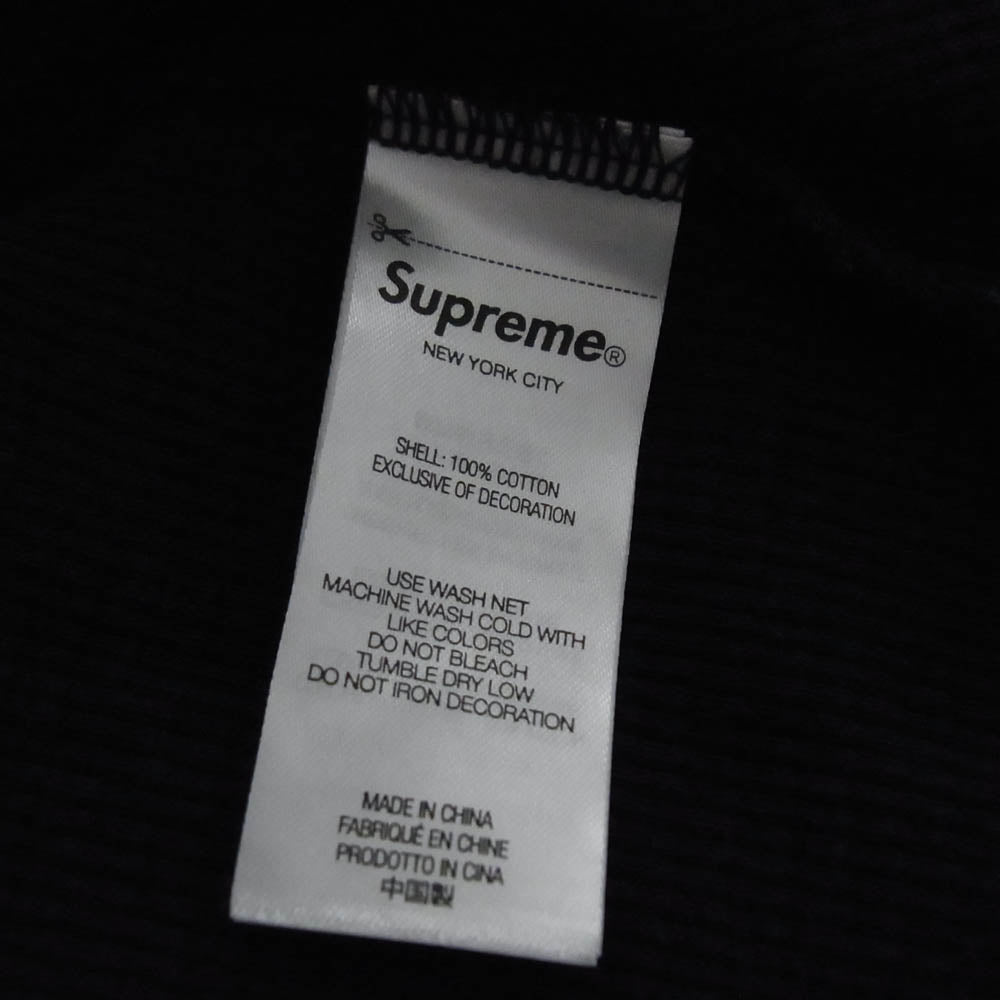 Supreme®
NEW YORK CITY
SHELL: 100% COTTON
EXCLUSIVE OF DECORATION
USE WASH NET
MACHINE WASH COLD WITH
LIKE COLORS
DO NOT BLEACH
TUMBLE DRY LOW
DO NOT IRON DECORATION
MADE IN CHINA
FABRIQUÉ EN CHINE
PRODOTTO IN CINA
中国製